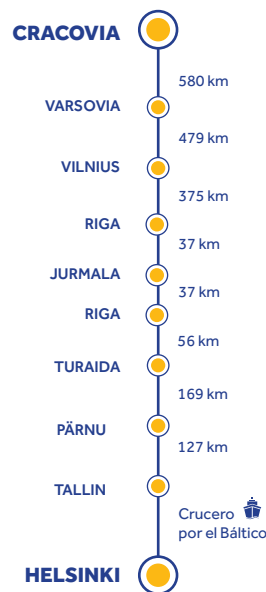 CRACOVIA
580 km
VARSOVIA
479 km
VILNIUS
375 km
RIGA
37 km
JURMALA
37 km
RIGA
56 km
TURAIDA
169 km
PÄRNU
127 km
TALLIN
Crucero
por el Báltico
HELSINKI